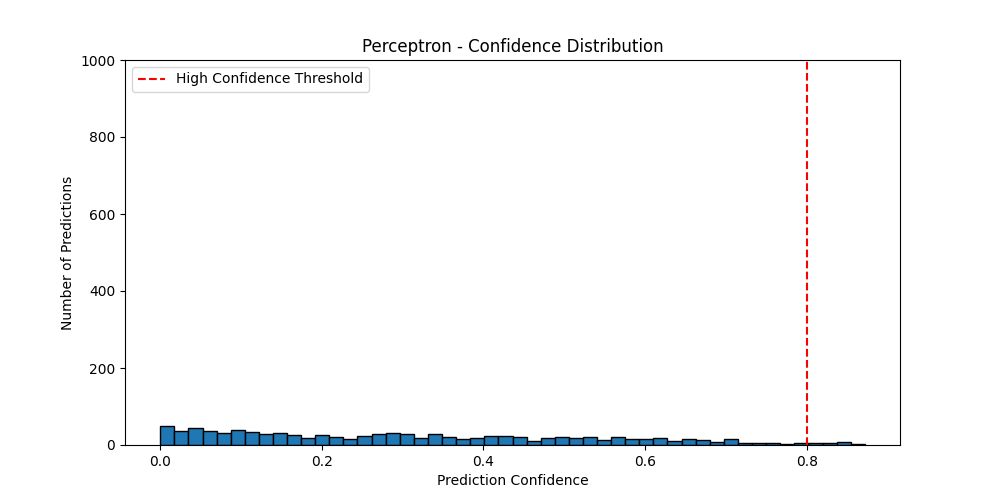 Perceptron - Confidence Distribution
High Confidence Threshold
1000
800
600
400
200
0
Number of Predictions
0.0 0.2 0.4 0.6 0.8
Prediction Confidence